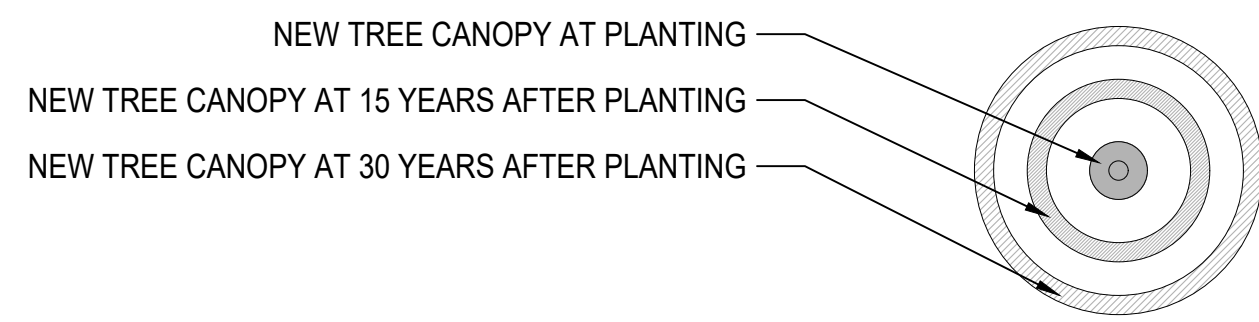 NEW TREE CANOPY AT PLANTING
NEW TREE CANOPY AT 15 YEARS AFTER PLANTING
NEW TREE CANOPY AT 30 YEARS AFTER PLANTING